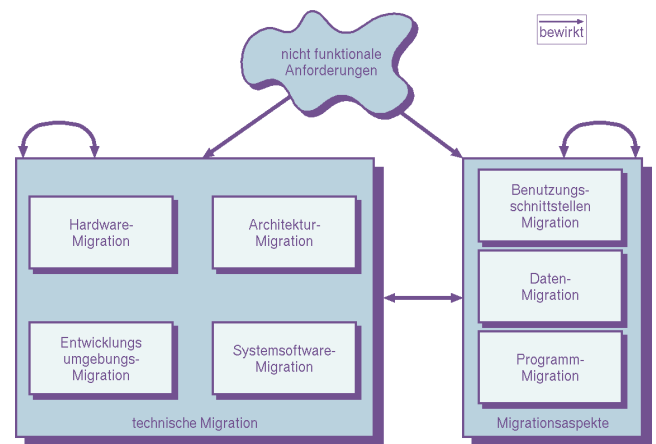 nicht funktionale
Anforderungen
bewirkt
Hardware-
Migration
Architektur-
Migration
Entwicklungs
umgebungs-
Migration
Systemsoftware-
Migration
technische Migration
Benutzungs-
schnittstellen
Migration
Daten-
Migration
Programm-
Migration
Migrationsaspekte